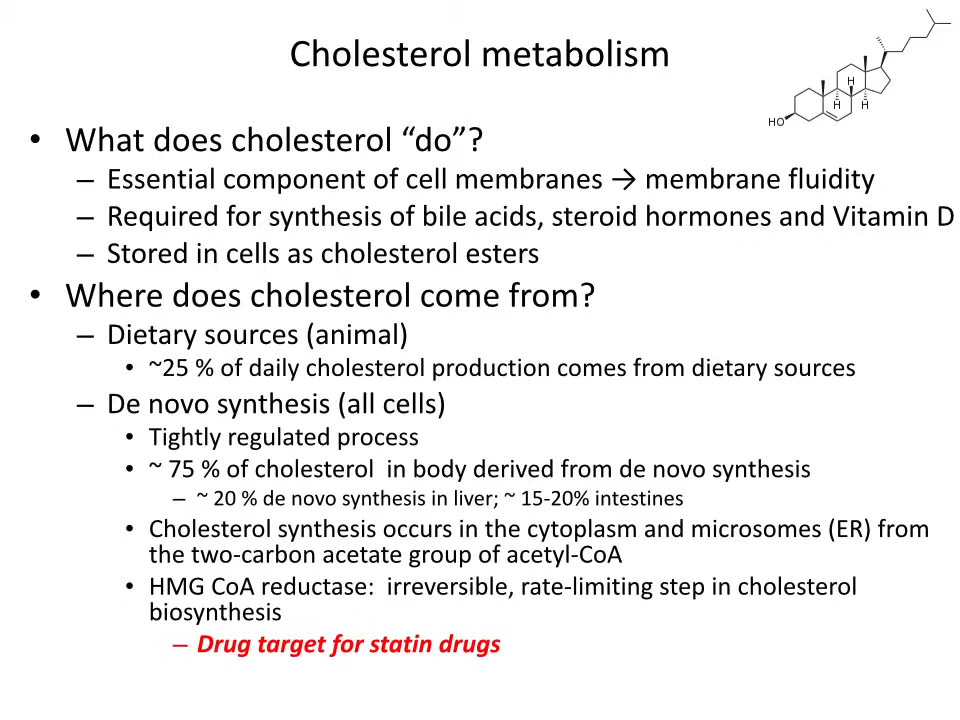 Cholesterol metabolism
HO
H
H
H
• What does cholesterol “do”?
– Essential component of cell membranes → membrane fluidity
– Required for synthesis of bile acids, steroid hormones and Vitamin D
– Stored in cells as cholesterol esters
• Where does cholesterol come from?
– Dietary sources (animal)
• ~25 % of daily cholesterol production comes from dietary sources
– De novo synthesis (all cells)
• Tightly regulated process
• ~ 75 % of cholesterol  in body derived from de novo synthesis
– ~ 20 % de novo synthesis in liver; ~ 15-20% intestines
• Cholesterol synthesis occurs in the cytoplasm and microsomes (ER) from
the two-carbon acetate group of acetyl-CoA
• HMG CoA reductase:  irreversible, rate-limiting step in cholesterol
biosynthesis
– Drug target for statin drugs